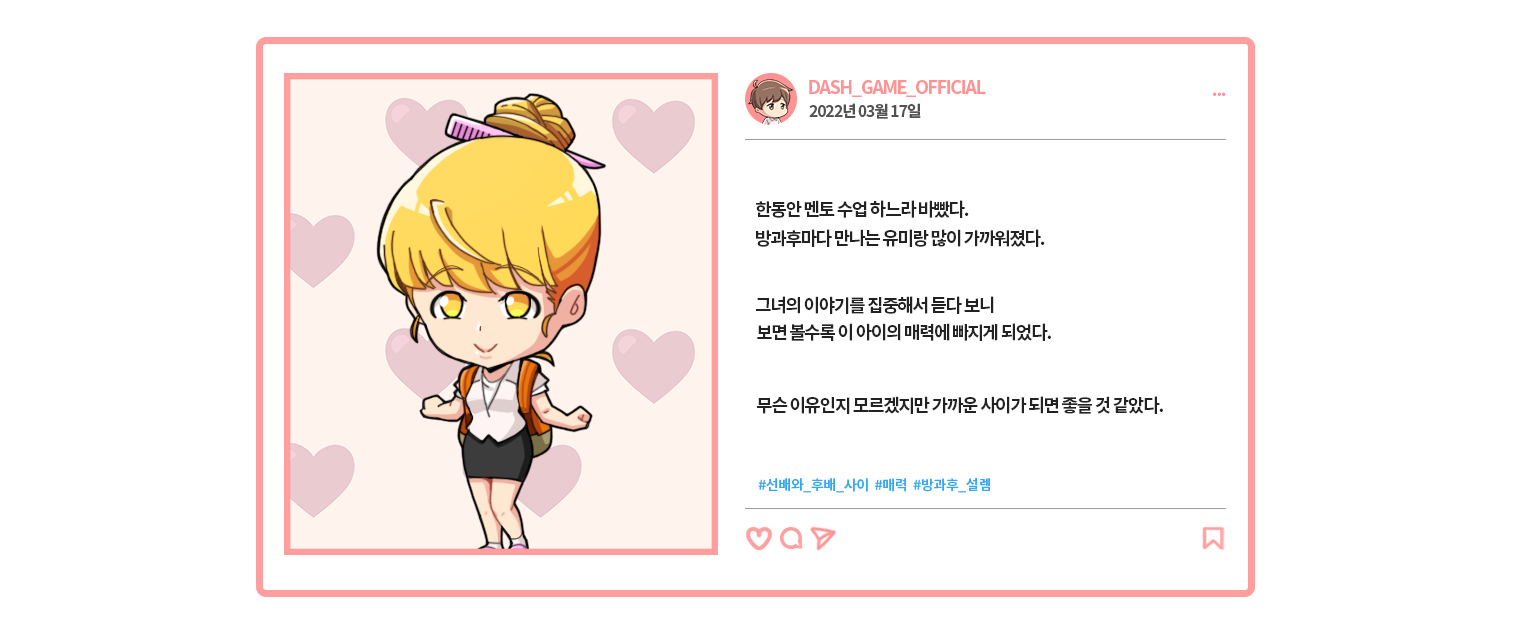 DASH_GAME_OFFICIAL
2022년 03월 17일
한동안 멘토 수업 하느라 바빴다.
방과후마다 만나는 유미랑 많이 가까워졌다.
그녀의 이야기를 집중해서 듣다 보니
보면 볼수록 이 아이의 매력에 빠지게 되었다.
무슨 이유인지 모르겠지만 가까운 사이가 되면 좋을 것 같았다.
#선배와_후배_사이 #매력 #방과후_설렘